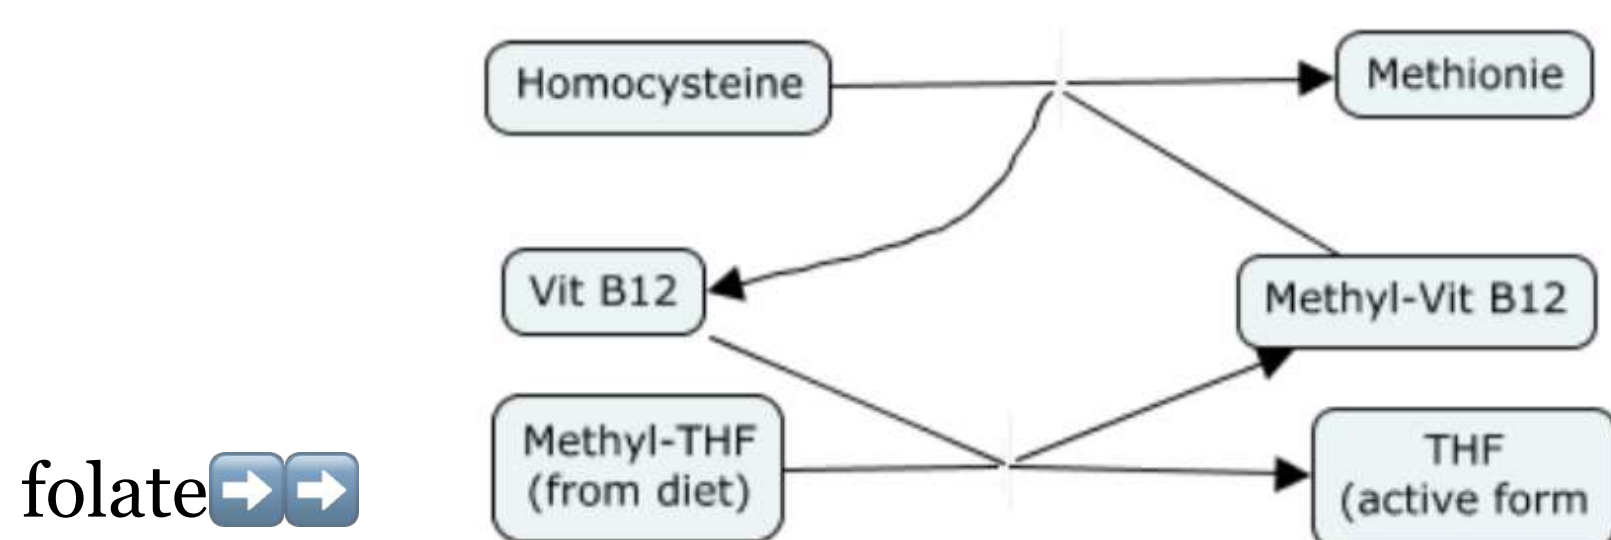 Homocysteine
Methionie
Vit B12
Methyl-Vit B12
Methyl-THF
(from diet)
THF
(active form
folate➡️➡️